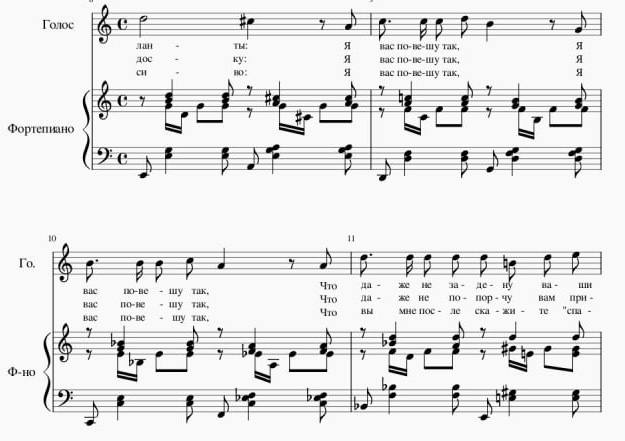 Голос
лан - ты: Я вас по-ве-шу так, Я
дос - ку: Я вас по-ве-шу так, Я
си - во: Я вас по-ве-шу так, Я
Фортепиано
10 11
Го.
вас по-ве - шу так, Что да - же не за - де - ну ва - ши
вас по-ве - шу так, Что да - же не по - пор - чу вам при -
вас по-ве - шу так, Что вы мне пос - ле ска - жи - те "спа -
Ф-но